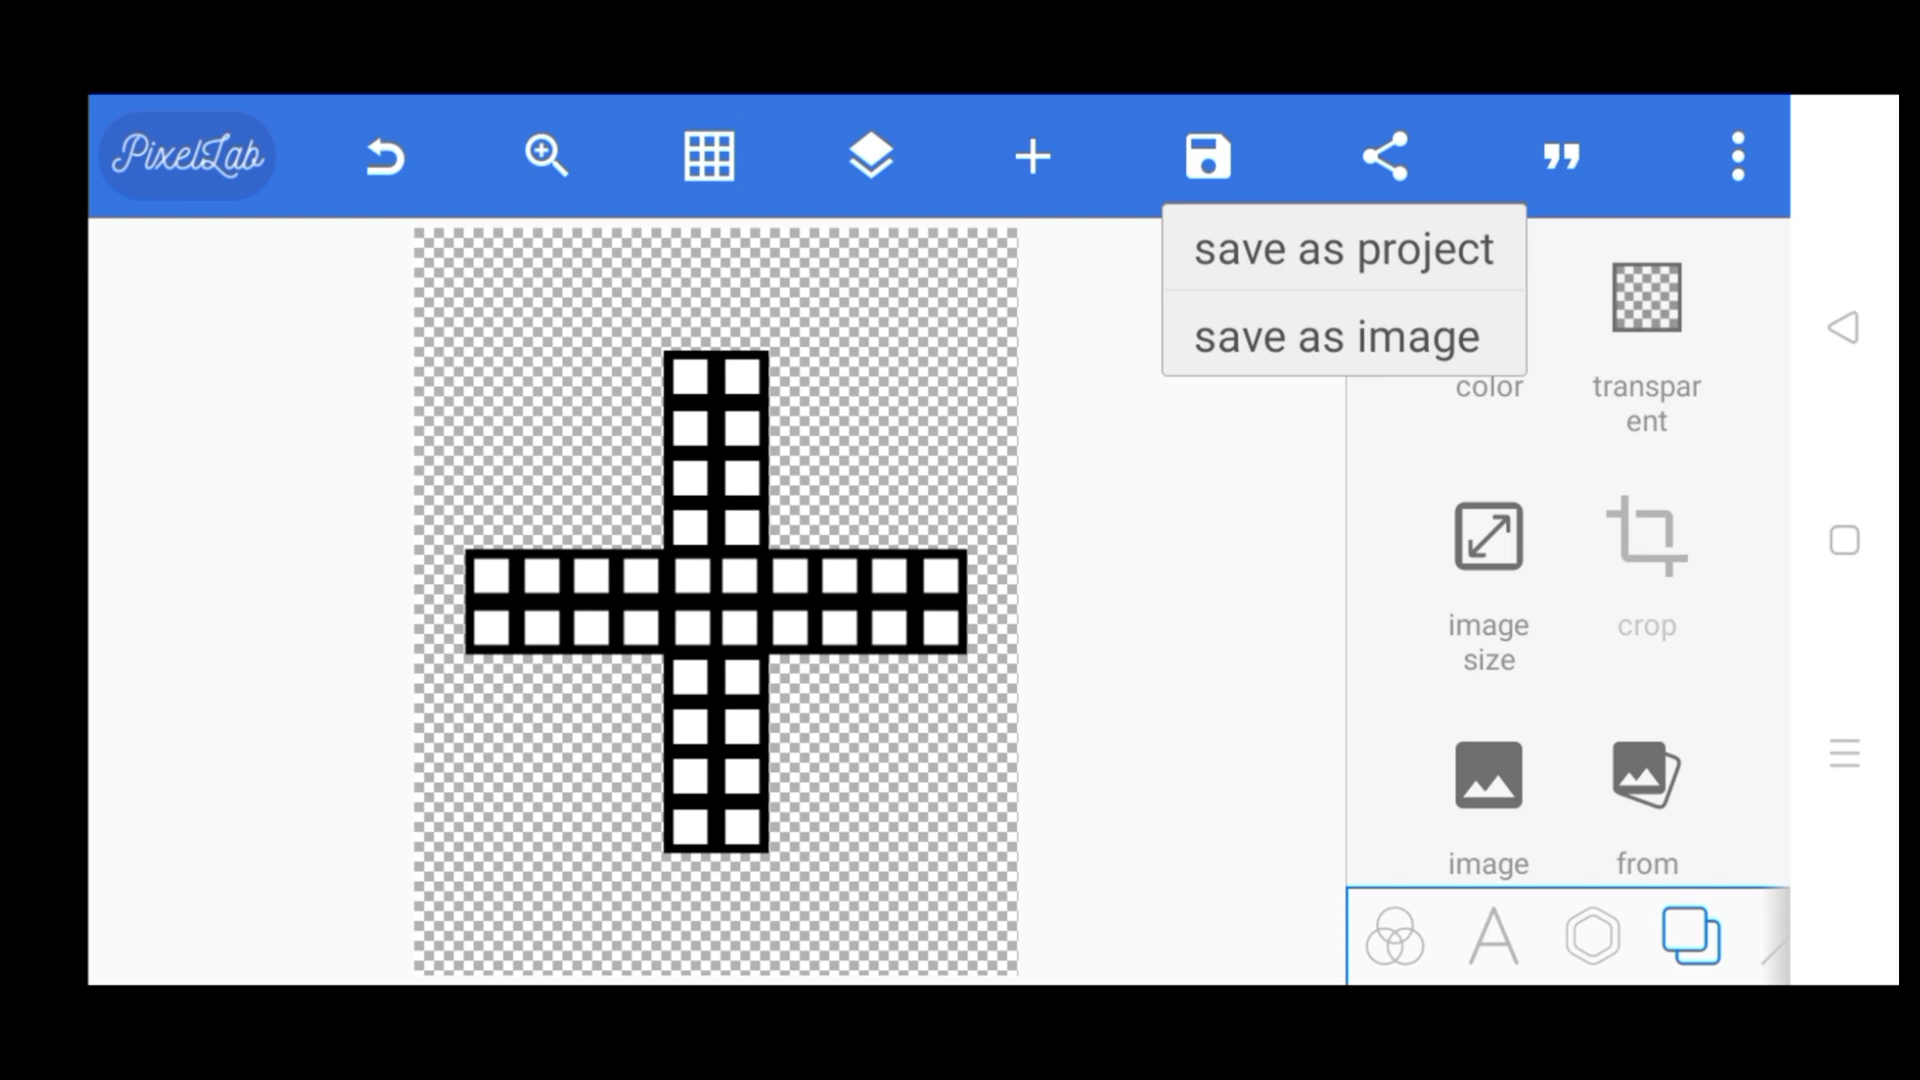 PixelLab
save as project
save as image
color
transpar
ent
image
size
crop
image
from